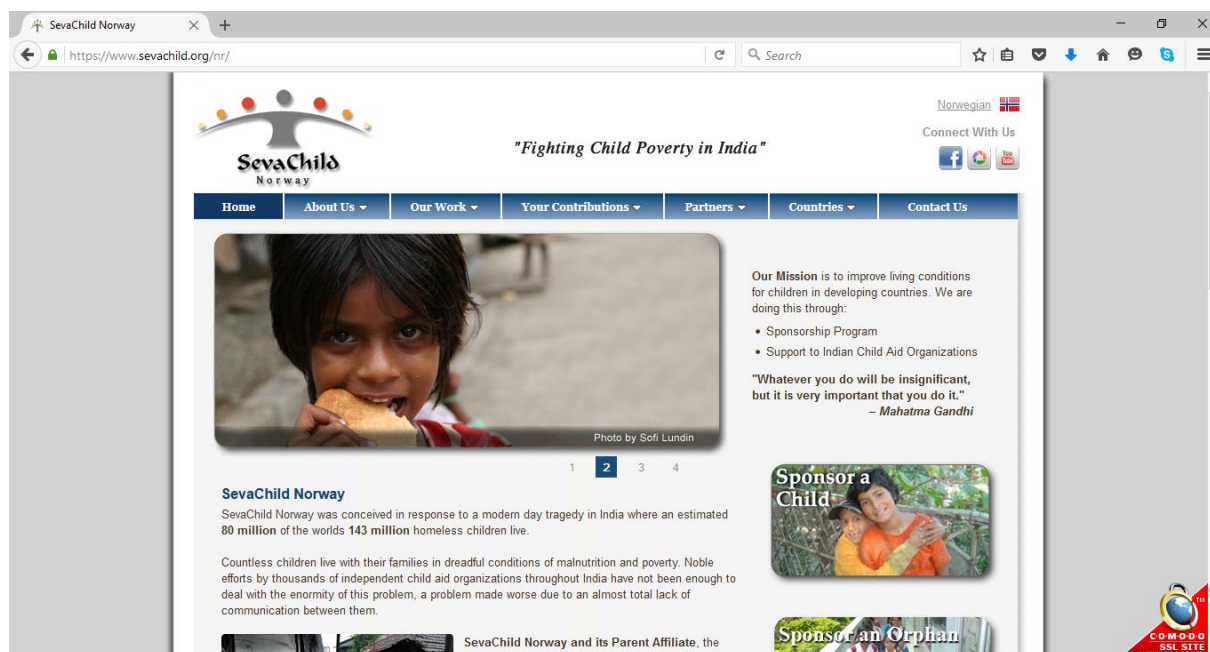 SevaChild Norway
https://www.sevachild.org/nr/
Search
SevaChild
Norway
"Fighting Child Poverty in India"
Norwegian
Connect With Us
You
Home About Us Our Work Your Contributions Partners Countries Contact Us
Photo by Sofi Lundin
1 2 3 4
Our Mission is to improve living conditions
for children in developing countries. We are
doing this through:
• Sponsorship Program
• Support to Indian Child Aid Organizations
"Whatever you do will be insignificant,
but it is very important that you do it."
– Mahatma Gandhi
SevaChild Norway
SevaChild Norway was conceived in response to a modern day tragedy in India where an estimated
80 million of the worlds 143 million homeless children live.
Countless children live with their families in dreadful conditions of malnutrition and poverty. Noble
efforts by thousands of independent child aid organizations throughout India have not been enough to
deal with the enormity of this problem, a problem made worse due to an almost total lack of
communication between them.
SevaChild Norway and its Parent Affiliate, the
Sponsor a
Child
Sponsor an Orphan
TM
COMODO
SSL SITE